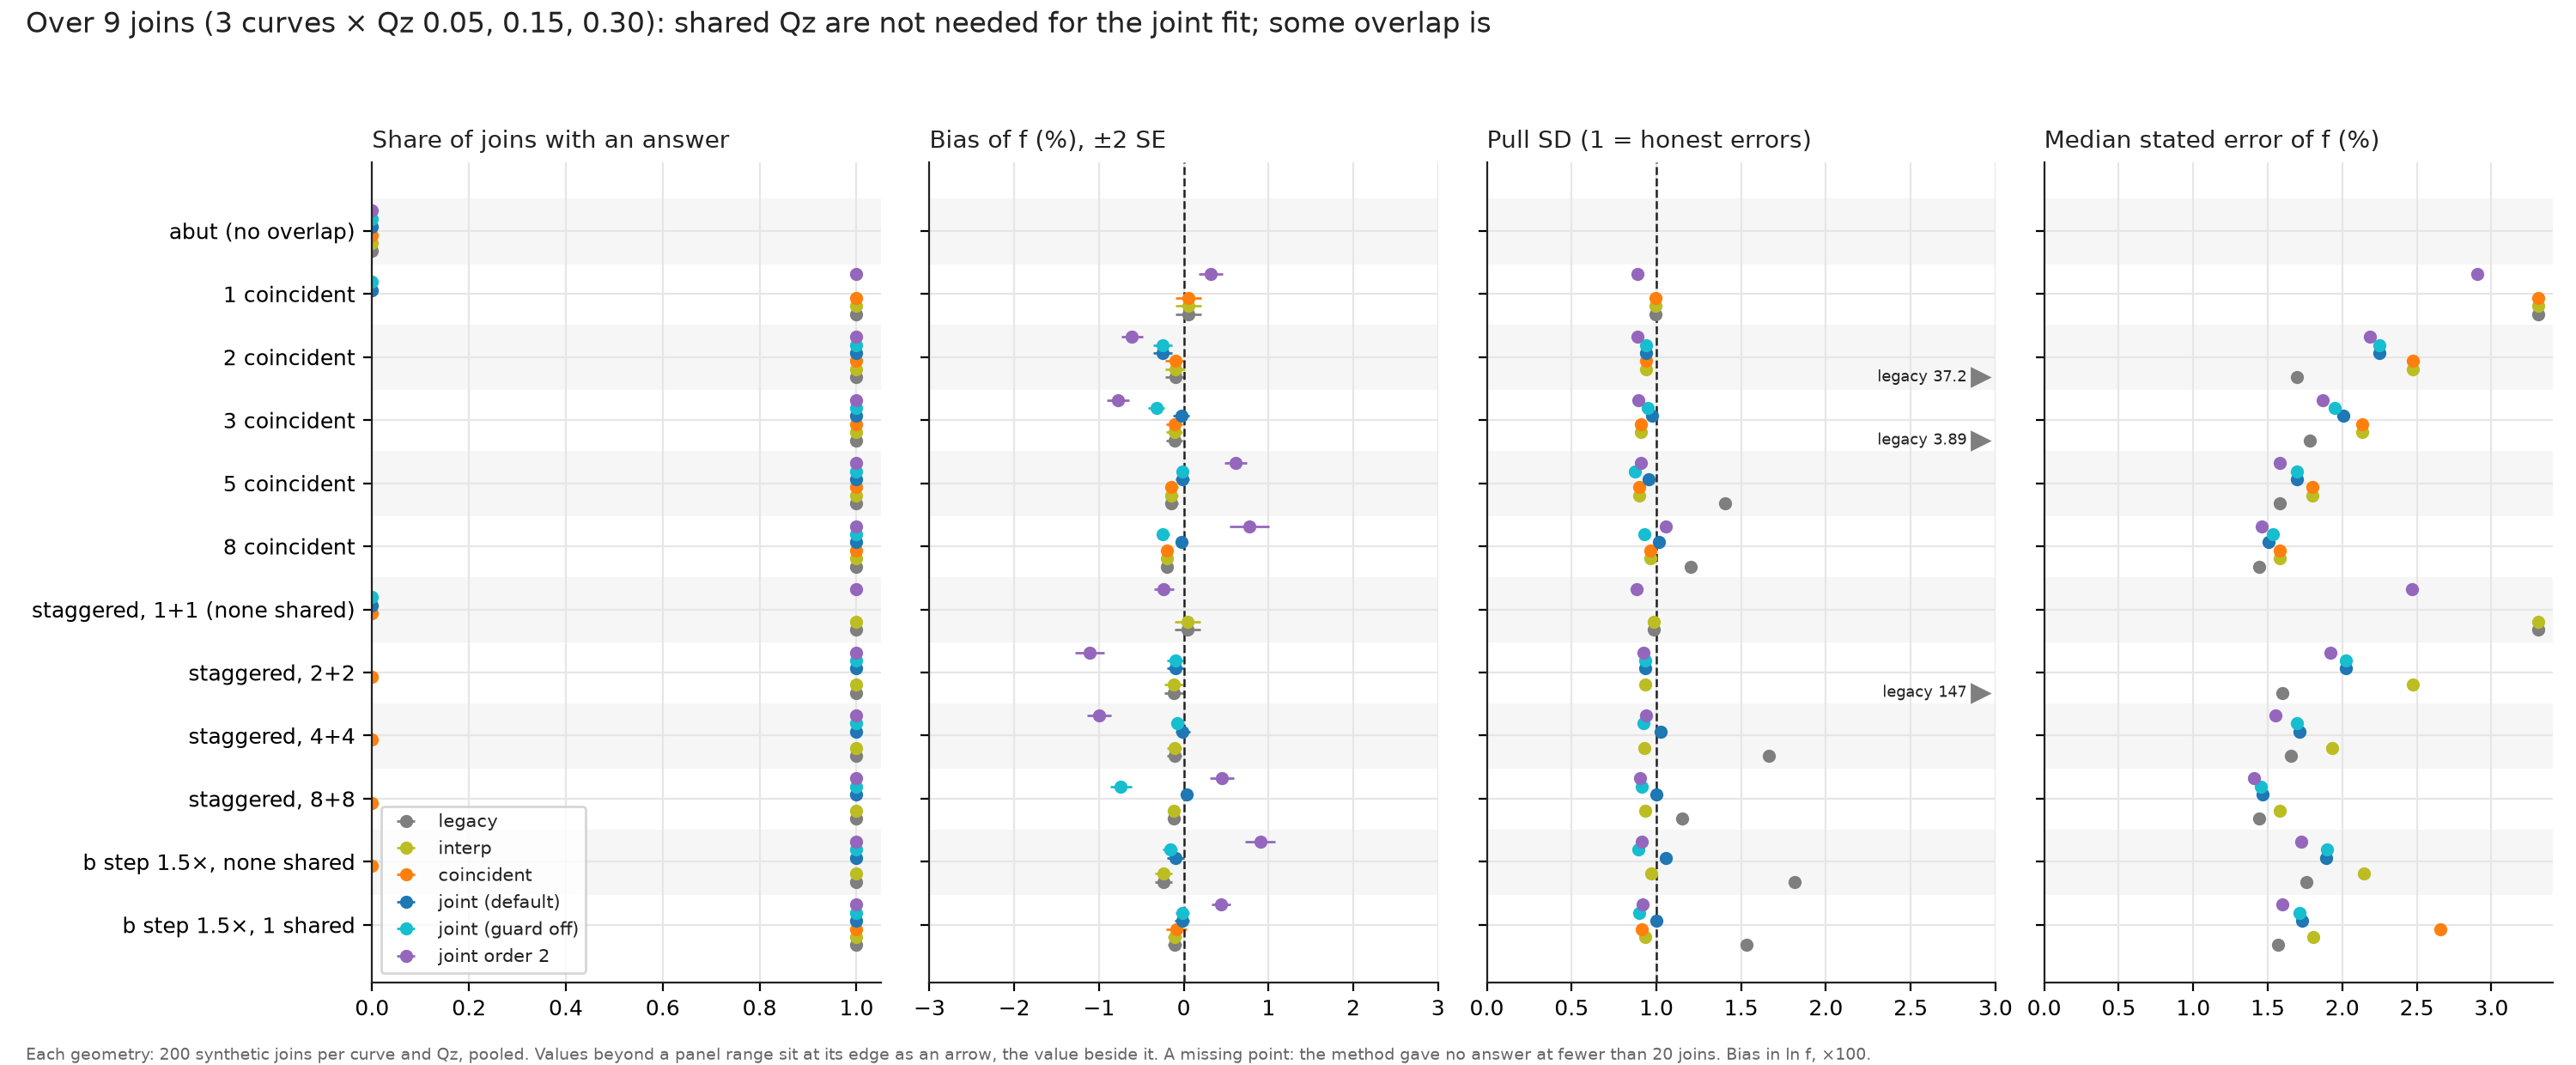 Over 9 joins (3 curves × Qz 0.05, 0.15, 0.30): shared Qz are not needed for the joint fit; some overlap is
Share of joins with an answer
Bias of f (%), ±2 SE
Pull SD (1 = honest errors)
Median stated error of f (%)
abut (no overlap)
1 coincident
2 coincident
legacy 37.2
3 coincident
legacy 3.89
5 coincident
8 coincident
staggered, 1+1 (none shared)
staggered, 2+2
legacy 147
staggered, 4+4
staggered, 8+8
b step 1.5×, none shared
b step 1.5×, 1 shared
legacy
interp
coincident
joint (default)
joint (guard off)
joint order 2
0.0 0.2 0.4 0.6 0.8 1.0
−3 −2 −1 0 1 2 3
0.0 0.5 1.0 1.5 2.0 2.5 3.0
0.0 0.5 1.0 1.5 2.0 2.5 3.0
Each geometry: 200 synthetic joins per curve and Qz, pooled. Values beyond a panel range sit at its edge as an arrow, the value beside it. A missing point: the method gave no answer at fewer than 20 joins. Bias in ln f, ×100.